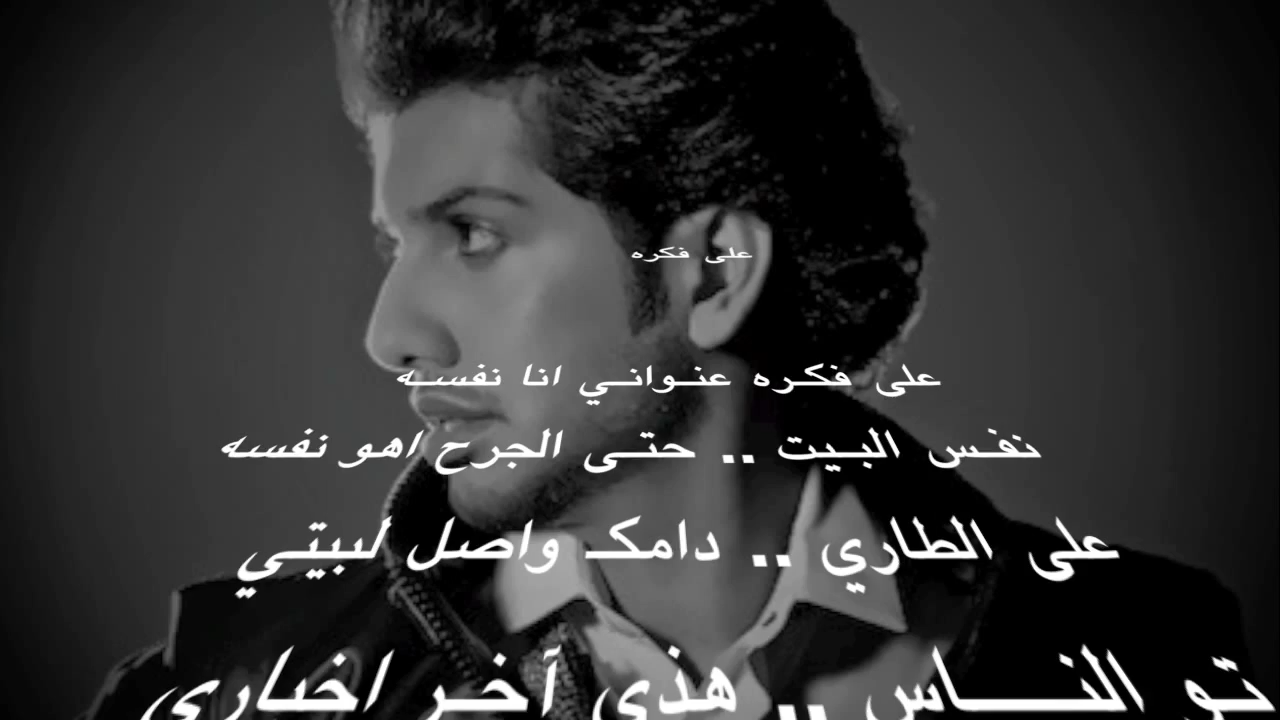 على فكره
على فكره عنواني انا نفسه
نفس البيت .. حتى الجرح اهو نفسه
على الطاري .. دامك واصل لبيتي
تو الناس .. هذي آخر اخباري